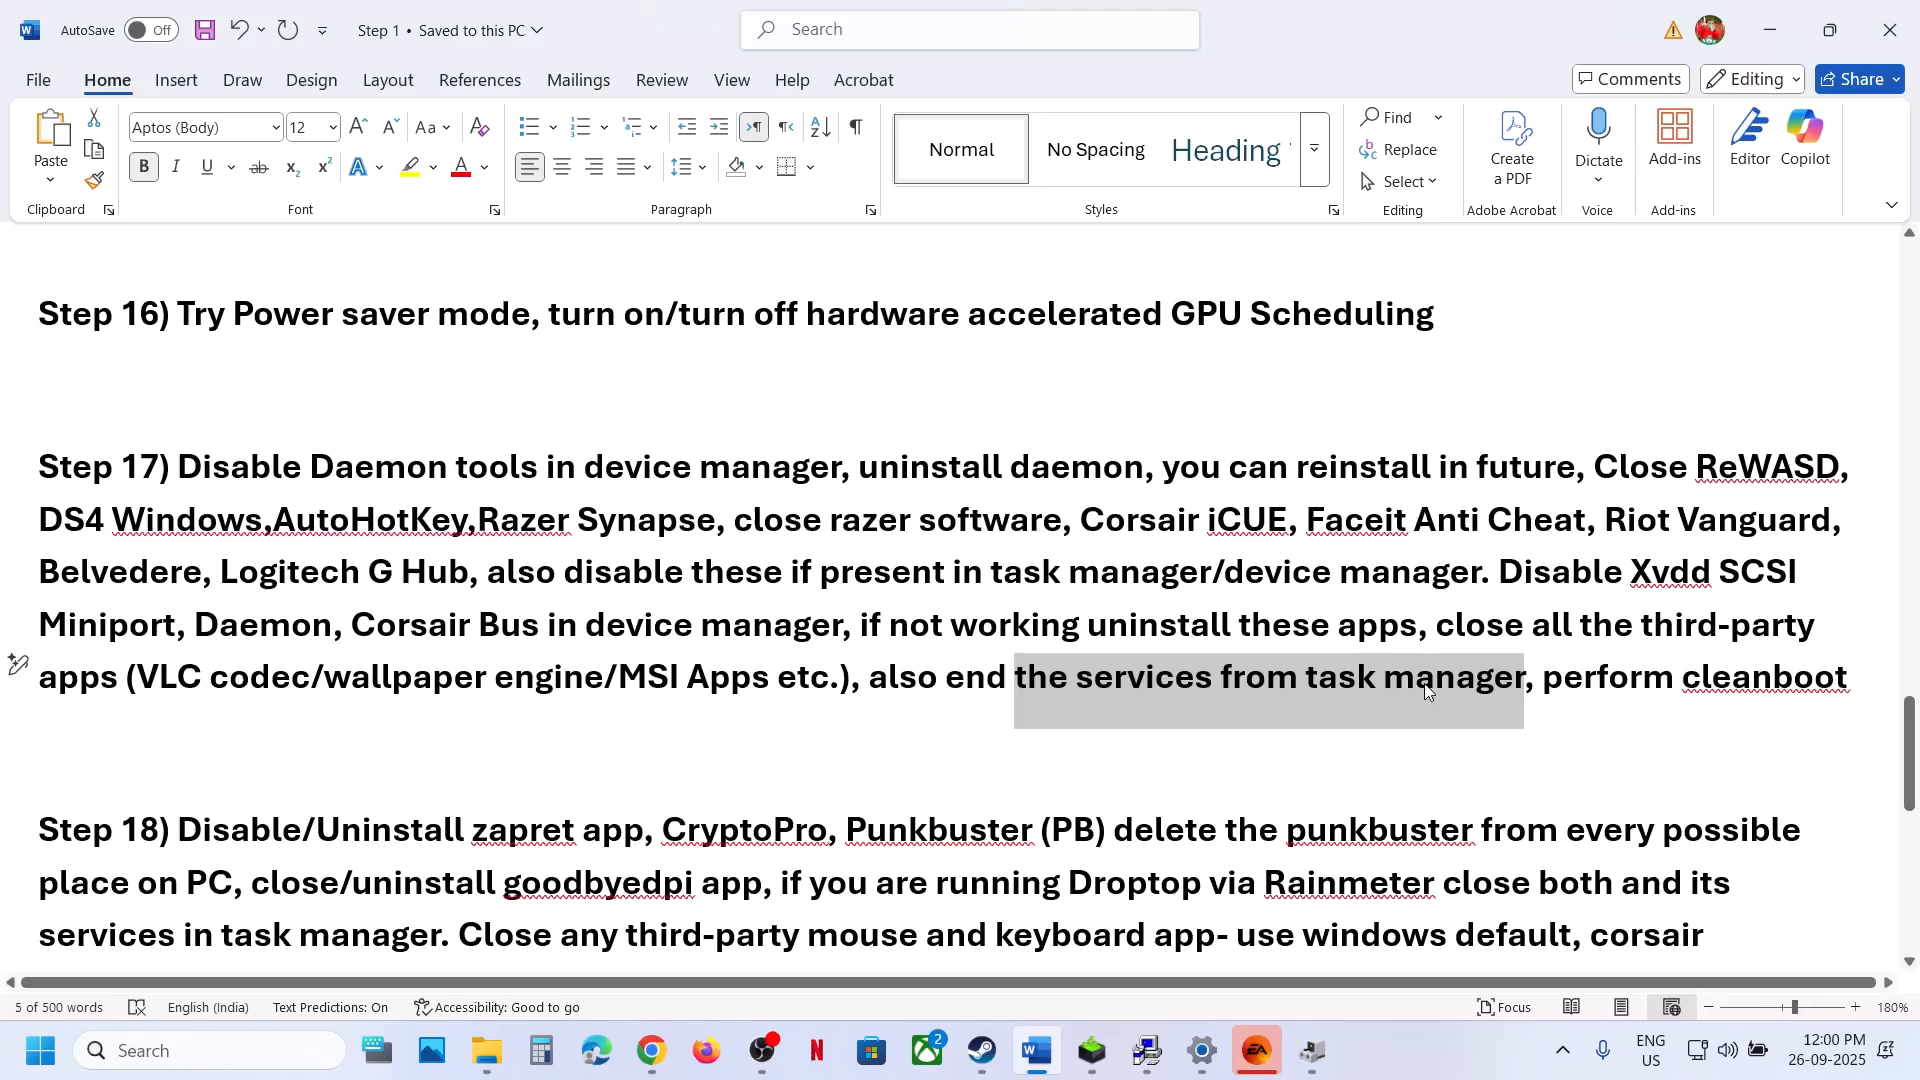 AutoSave Off Step 1 • Saved to this PC Search
File Home Insert Draw Design Layout References Mailings Review View Help Acrobat Comments Editing Share
Paste Aptos (Body) 12 Aa Normal No Spacing Heading Find Replace Select Create a PDF Dictate Add-ins Editor Copilot
Clipboard Font Paragraph Styles Editing Adobe Acrobat Voice Add-ins
Step 16) Try Power saver mode, turn on/turn off hardware accelerated GPU Scheduling
Step 17) Disable Daemon tools in device manager, uninstall daemon, you can reinstall in future, Close ReWASD,
DS4 Windows,AutoHotKey,Razer Synapse, close razer software, Corsair iCUE, Faceit Anti Cheat, Riot Vanguard,
Belvedere, Logitech G Hub, also disable these if present in task manager/device manager. Disable Xvdd SCSI
Miniport, Daemon, Corsair Bus in device manager, if not working uninstall these apps, close all the third-party
apps (VLC codec/wallpaper engine/MSI Apps etc.), also end the services from task manager, perform cleanboot
Step 18) Disable/Uninstall zapret app, CryptoPro, Punkbuster (PB) delete the punkbuster from every possible
place on PC, close/uninstall goodbyedpi app, if you are running Droptop via Rainmeter close both and its
services in task manager. Close any third-party mouse and keyboard app- use windows default, corsair
5 of 500 words English (India) Text Predictions: On Accessibility: Good to go Focus 180%
Search 2 ENG US 12:00 PM 26-09-2025